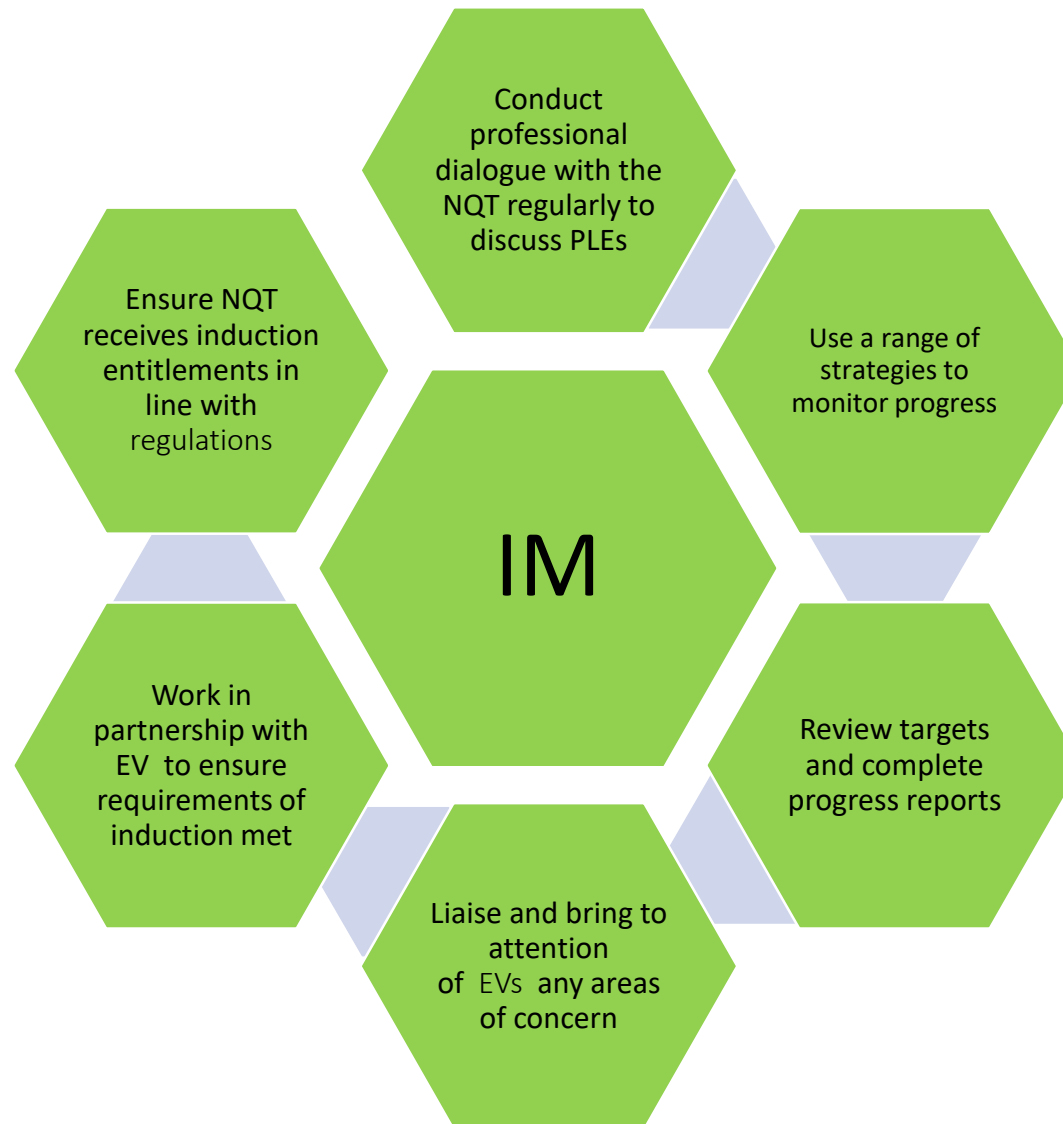 Conduct
professional
dialogue with the
NQT regularly to
discuss PLEs
Use a range of
strategies to
monitor progress
Review targets
and complete
progress reports
Liaise and bring to
attention
of EVs any areas
of concern
Work in
partnership with
EV to ensure
requirements of
induction met
Ensure NQT
receives induction
entitlements in
line with
regulations
IM